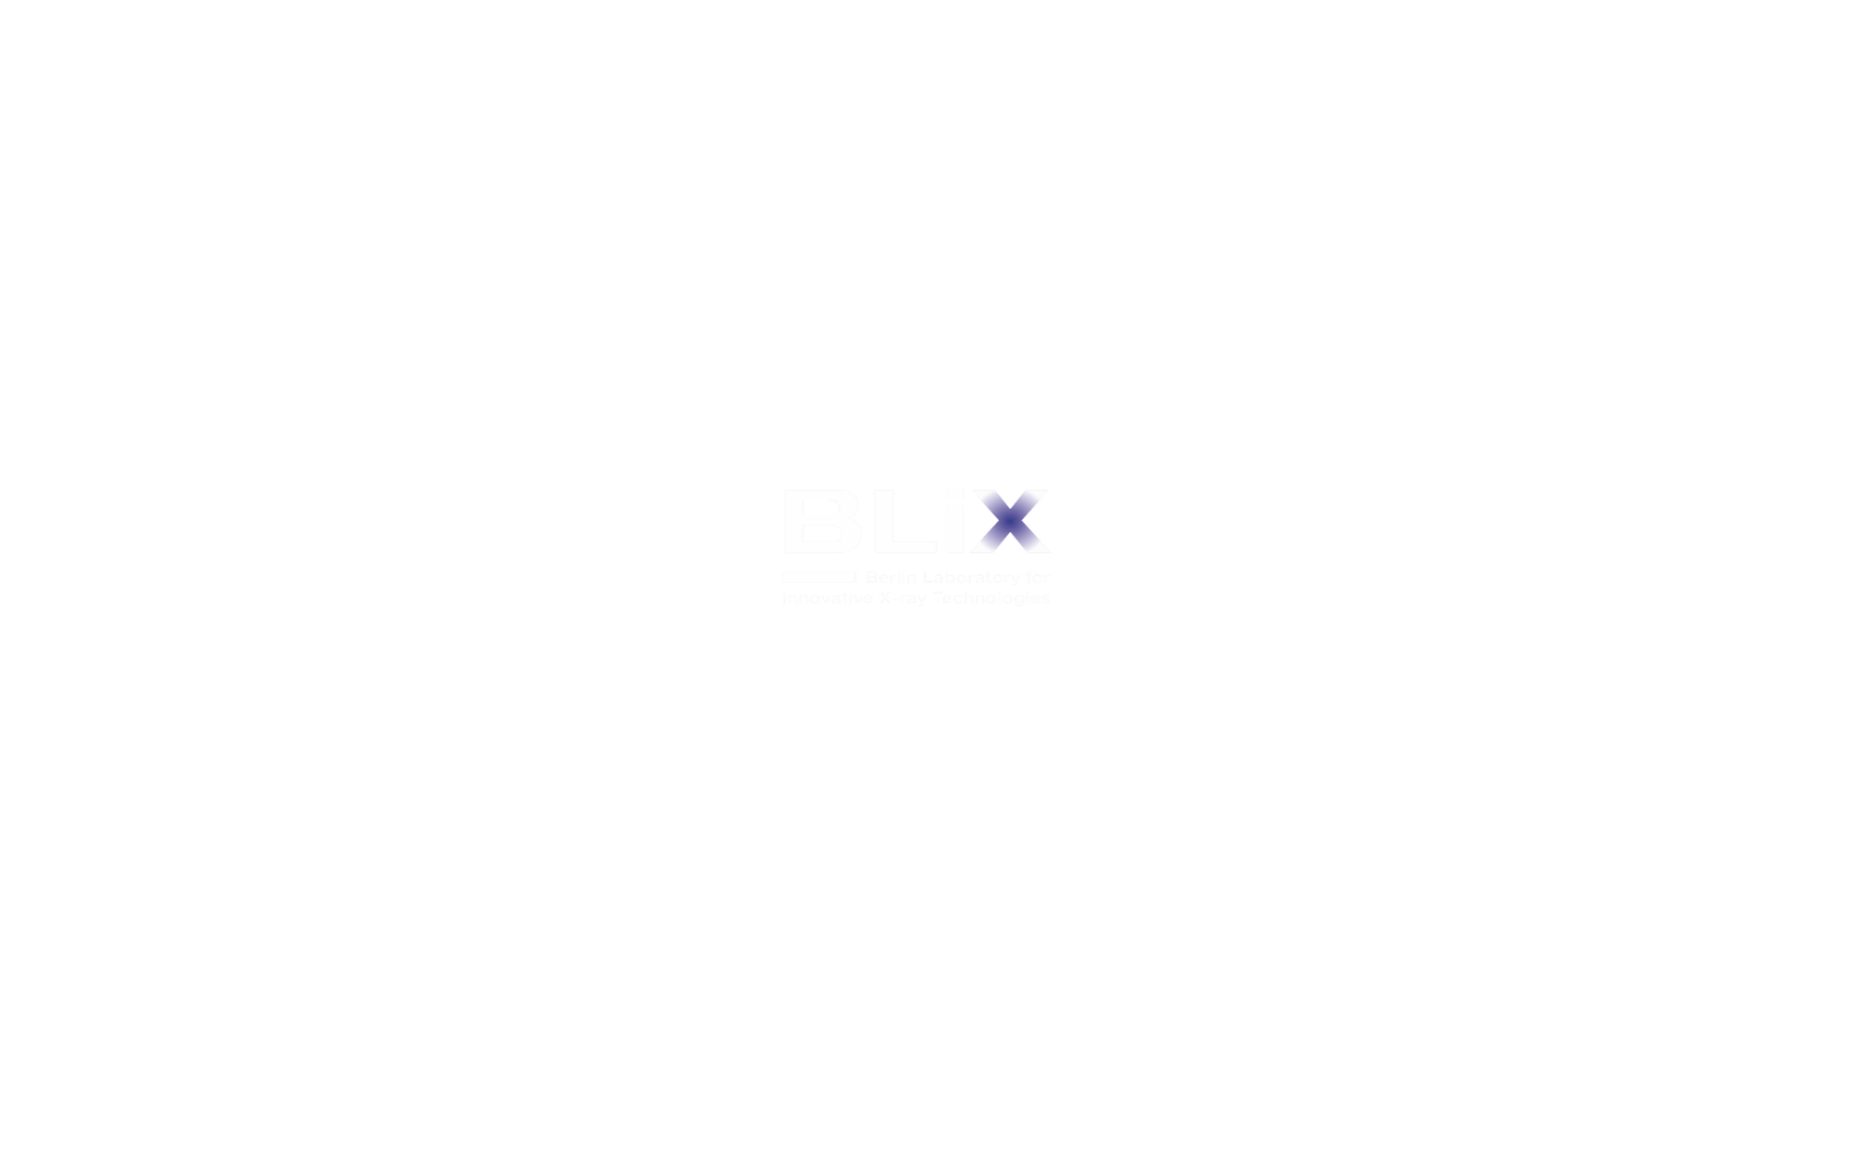 BLiX
Berlin Laboratory for
Innovative X-ray Technologies